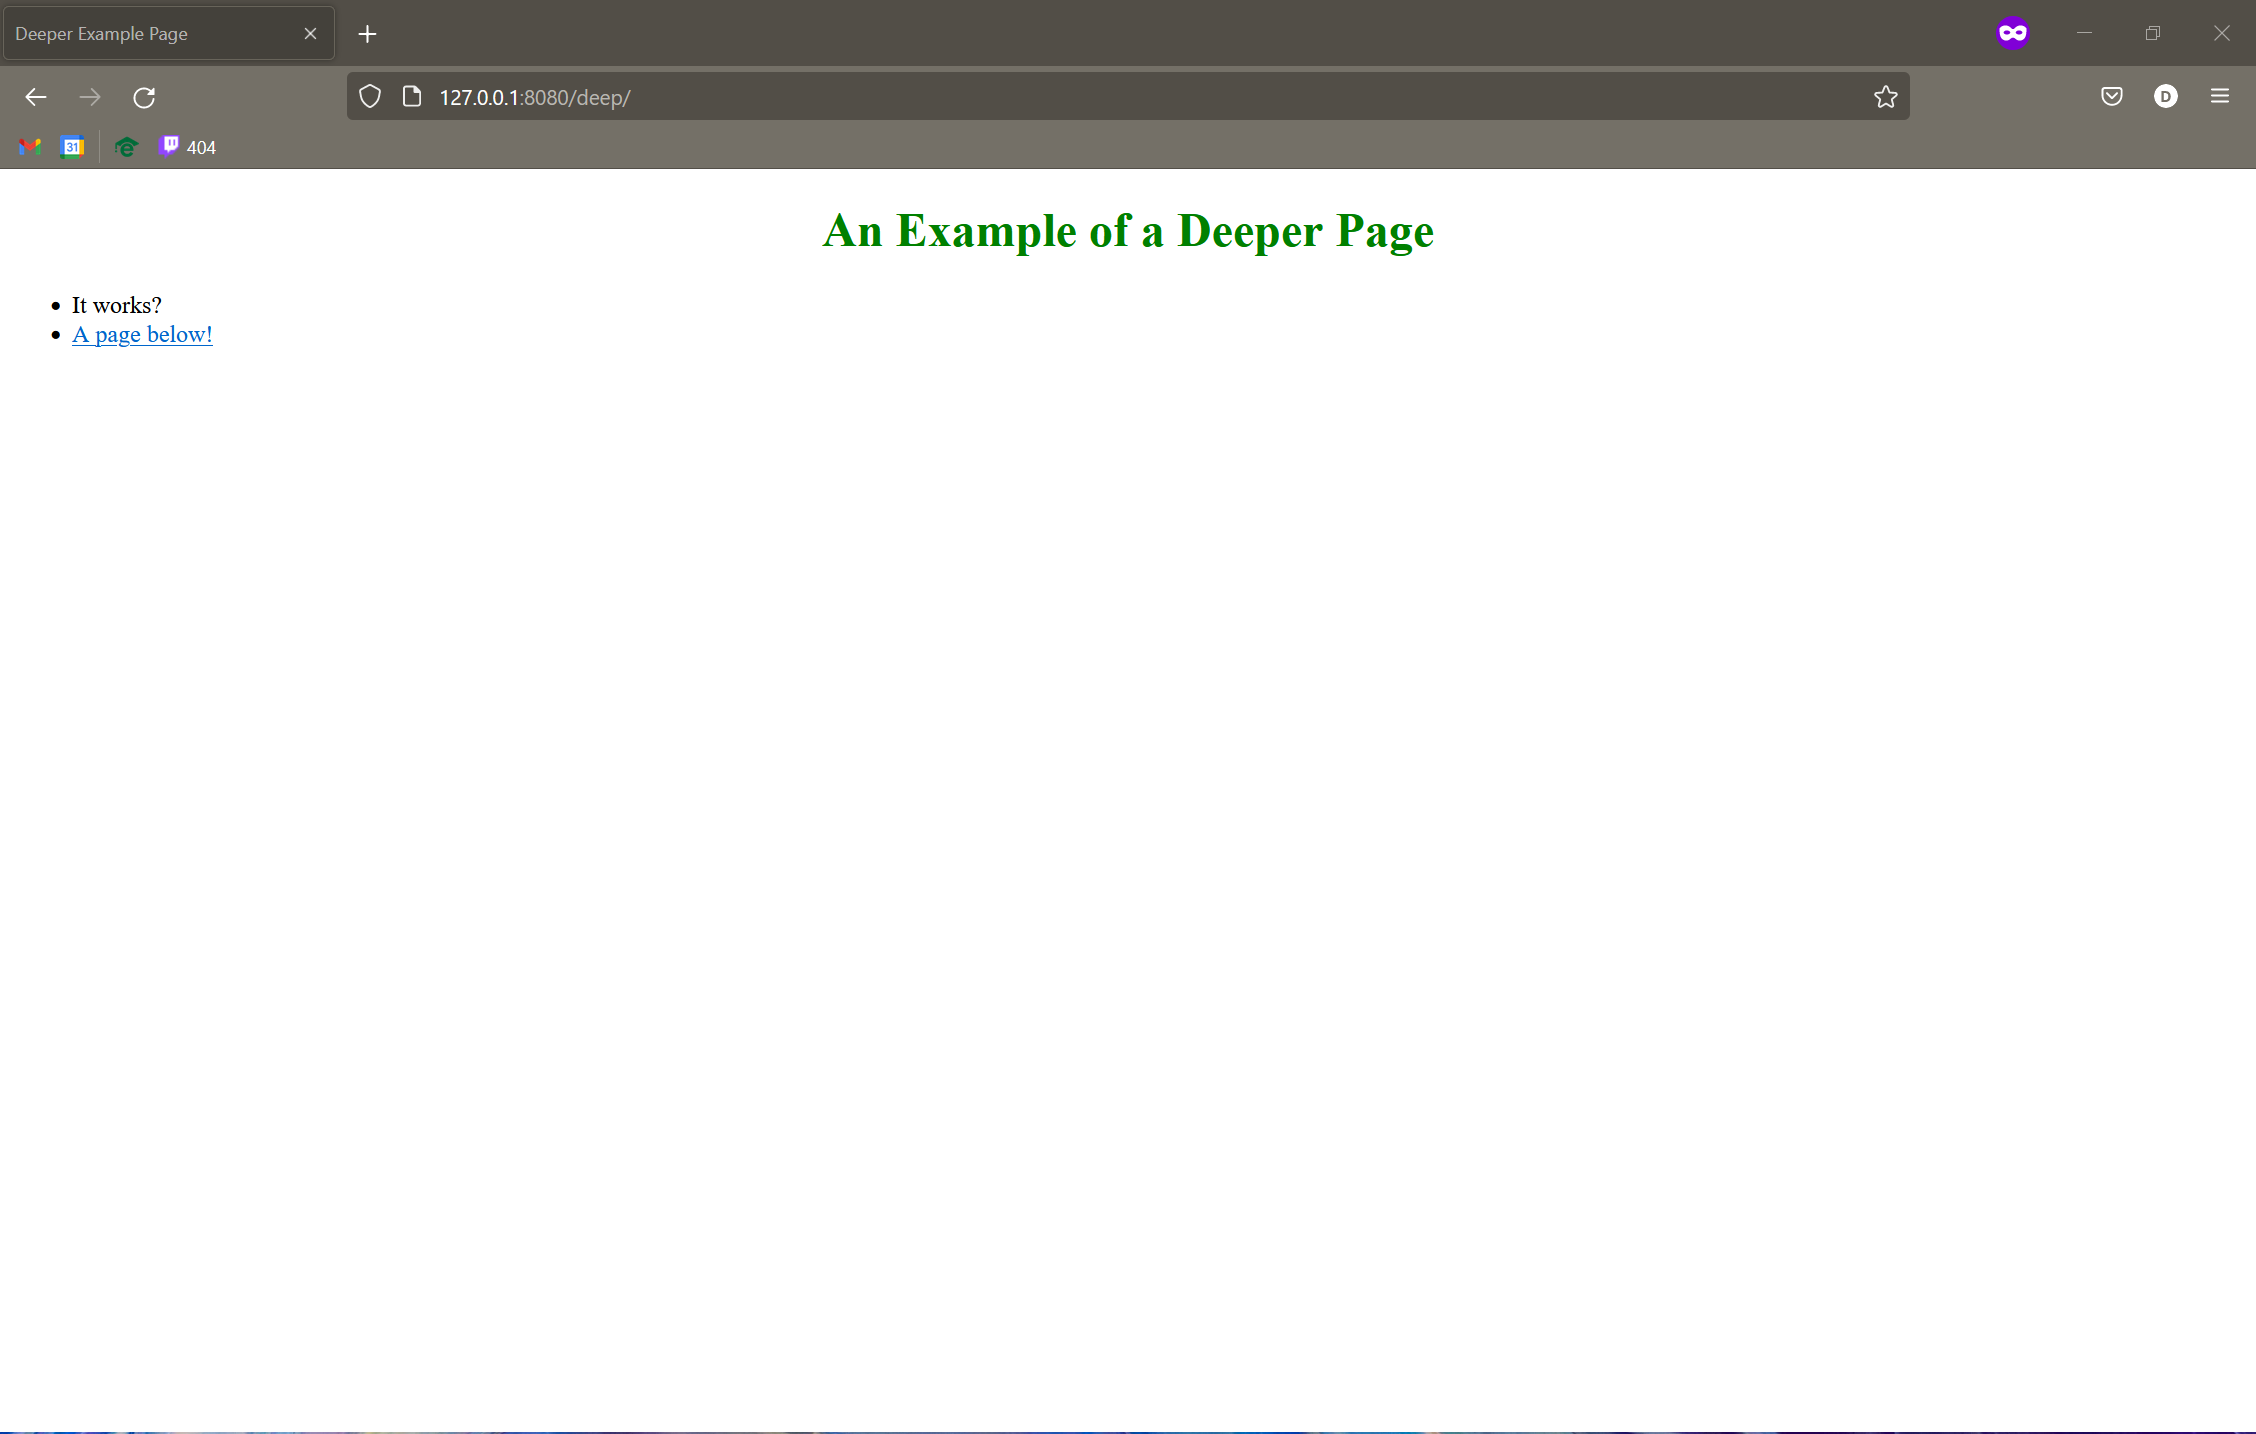 Deeper Example Page
127.0.0.1:8080/deep/
D
31
404
An Example of a Deeper Page
It works?
A page below!